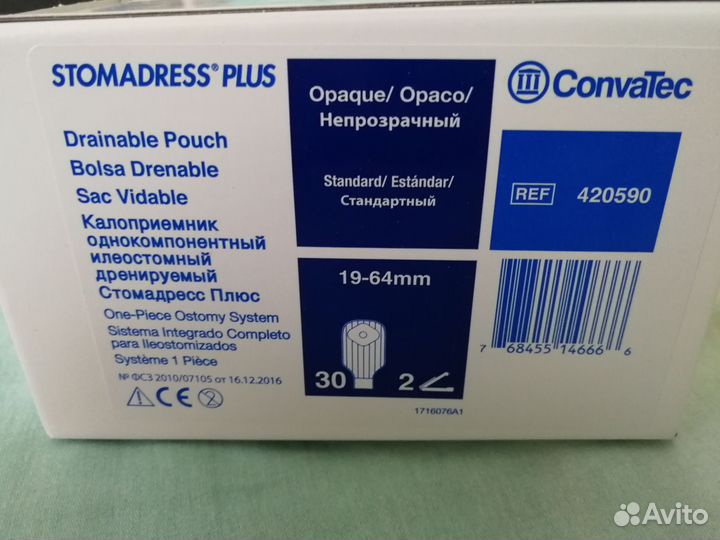 STOMADRESS® PLUS
Drainable Pouch
Bolsa Drenable
Sac Vidable
Калоприемник
однокомпонентный
илеостомный
дренируемый
Стомадресс Плюс
One-Piece Ostomy System
Sistema Integrado Completo
para Ileostomizados
Système 1 Pièce
№ ФСЗ 2010/07105 от 16.12.2016
CE 2
Opaque/ Opaco/
Непрозрачный
Standard/ Estándar/
Стандартный
19-64mm
30 2
1716076A1
ConvaTec
REF 420590
7 68455 14666 6
Avito